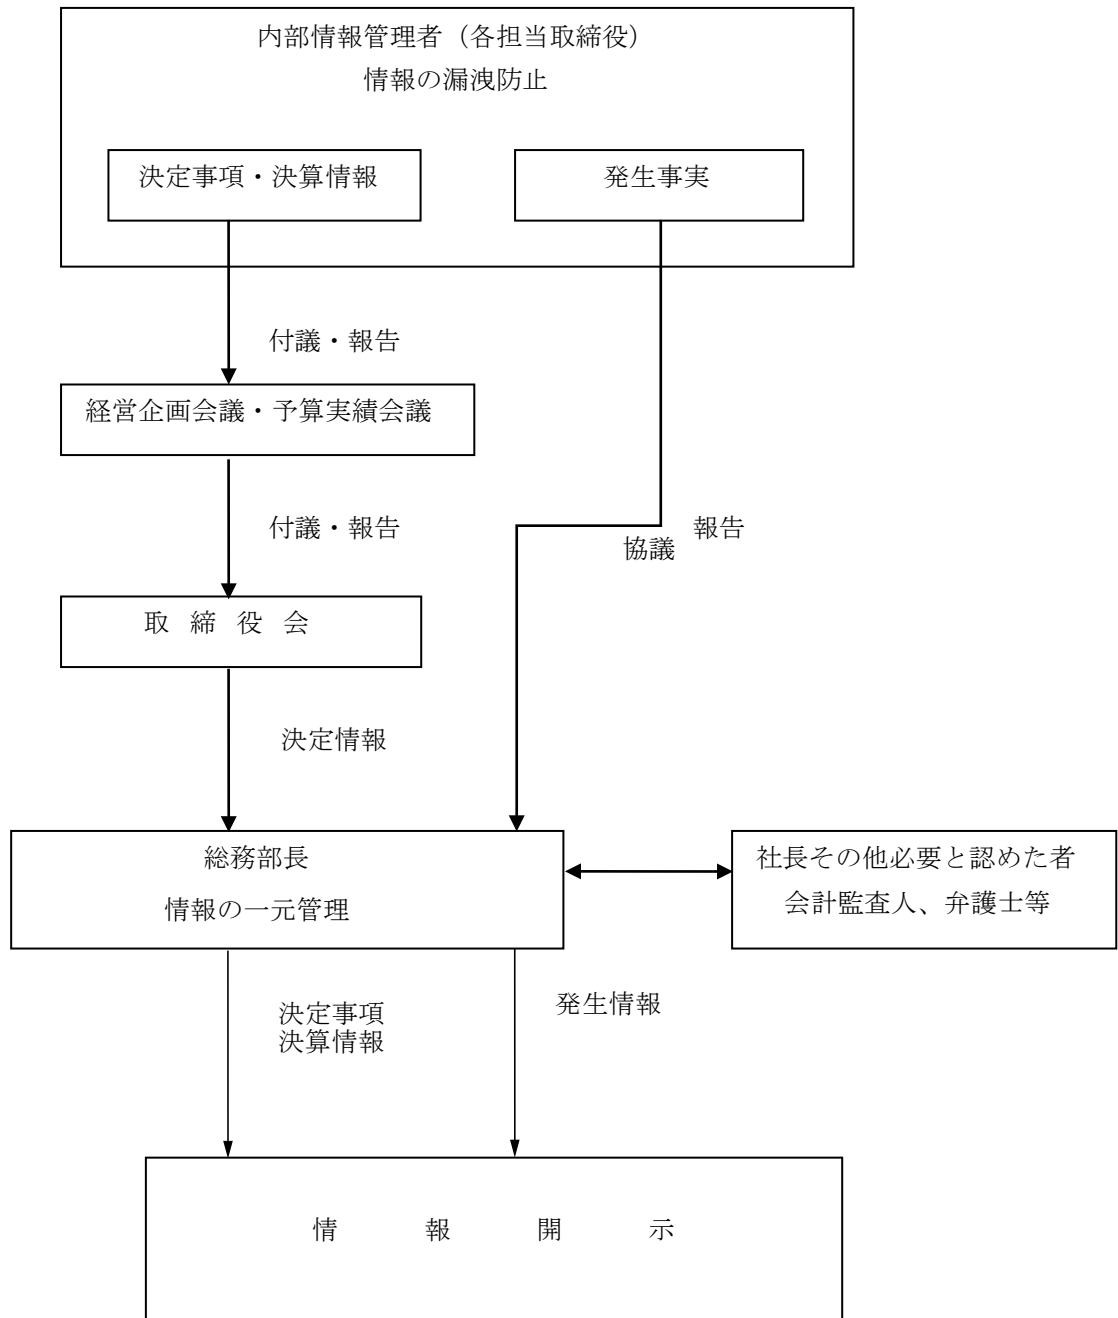 内部情報管理者（各担当取締役）
情報の漏洩防止
決定事項・決算情報
発生事実
付議・報告
経営企画会議・予算実績会議
付議・報告
報告
協議
取 締 役 会
決定情報
総務部長
情報の一元管理
社長その他必要と認めた者
会計監査人、弁護士等
決定事項
決算情報
発生情報
情 報 開 示